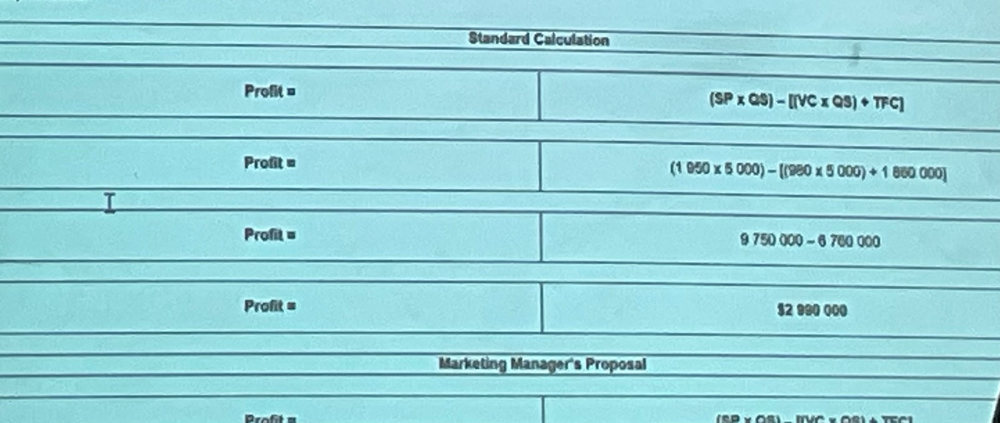 Standard Calculation
Profit =
(SP x QS) – [(VC x QS) + TFC]
Profit =
(1 950 x 5 000) – [(980 x 5 000) + 1 860 000]
Profit =
9 750 000 – 6 760 000
Profit =
$2 990 000
Marketing Manager's Proposal
Profit =
(SP x QS) – [(VC x QS) + TFC]